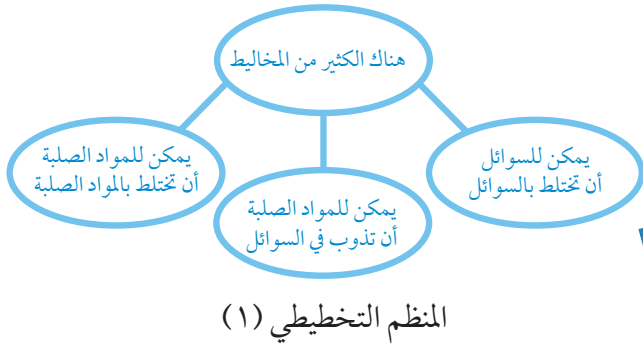 هناك الكثير من المخاليط
يمكن للسوائل
أن تختلط بالسوائل
يمكن للمواد الصلبة
أن تذوب في السوائل
يمكن للمواد الصلبة
أن تختلط بالمواد الصلبة
المنظم التخطيطي (١)